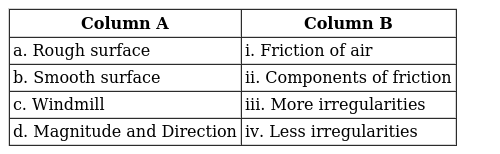 Column A Column B
a. Rough surface i. Friction of air
b. Smooth surface ii. Components of friction
c. Windmill iii. More irregularities
d. Magnitude and Direction iv. Less irregularities